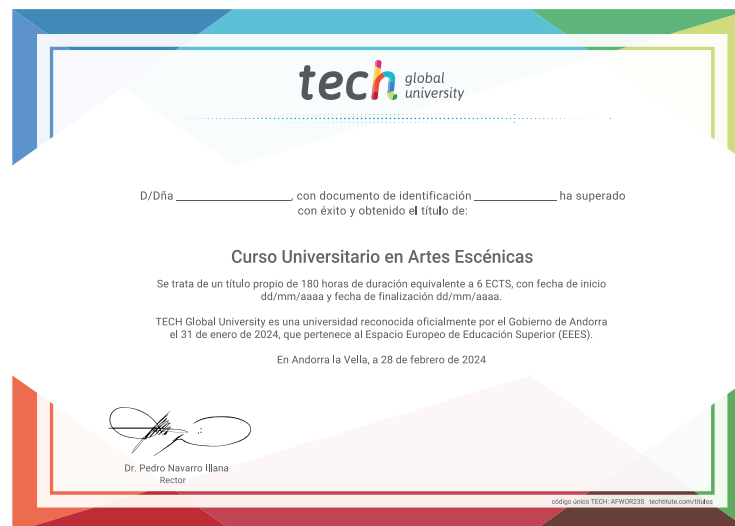 tech global university
D/Dña ____________________, con documento de identificación ______________ ha superado
con éxito y obtenido el título de:
Curso Universitario en Artes Escénicas
Se trata de un título propio de 180 horas de duración equivalente a 6 ECTS, con fecha de inicio
dd/mm/aaaa y fecha de finalización dd/mm/aaaa.
TECH Global University es una universidad reconocida oficialmente por el Gobierno de Andorra
el 31 de enero de 2024, que pertenece al Espacio Europeo de Educación Superior (EEES).
En Andorra la Vella, a 28 de febrero de 2024
Dr. Pedro Navarro Illana
Rector
código único TECH: AFWOR23S techtitute.com/titulos